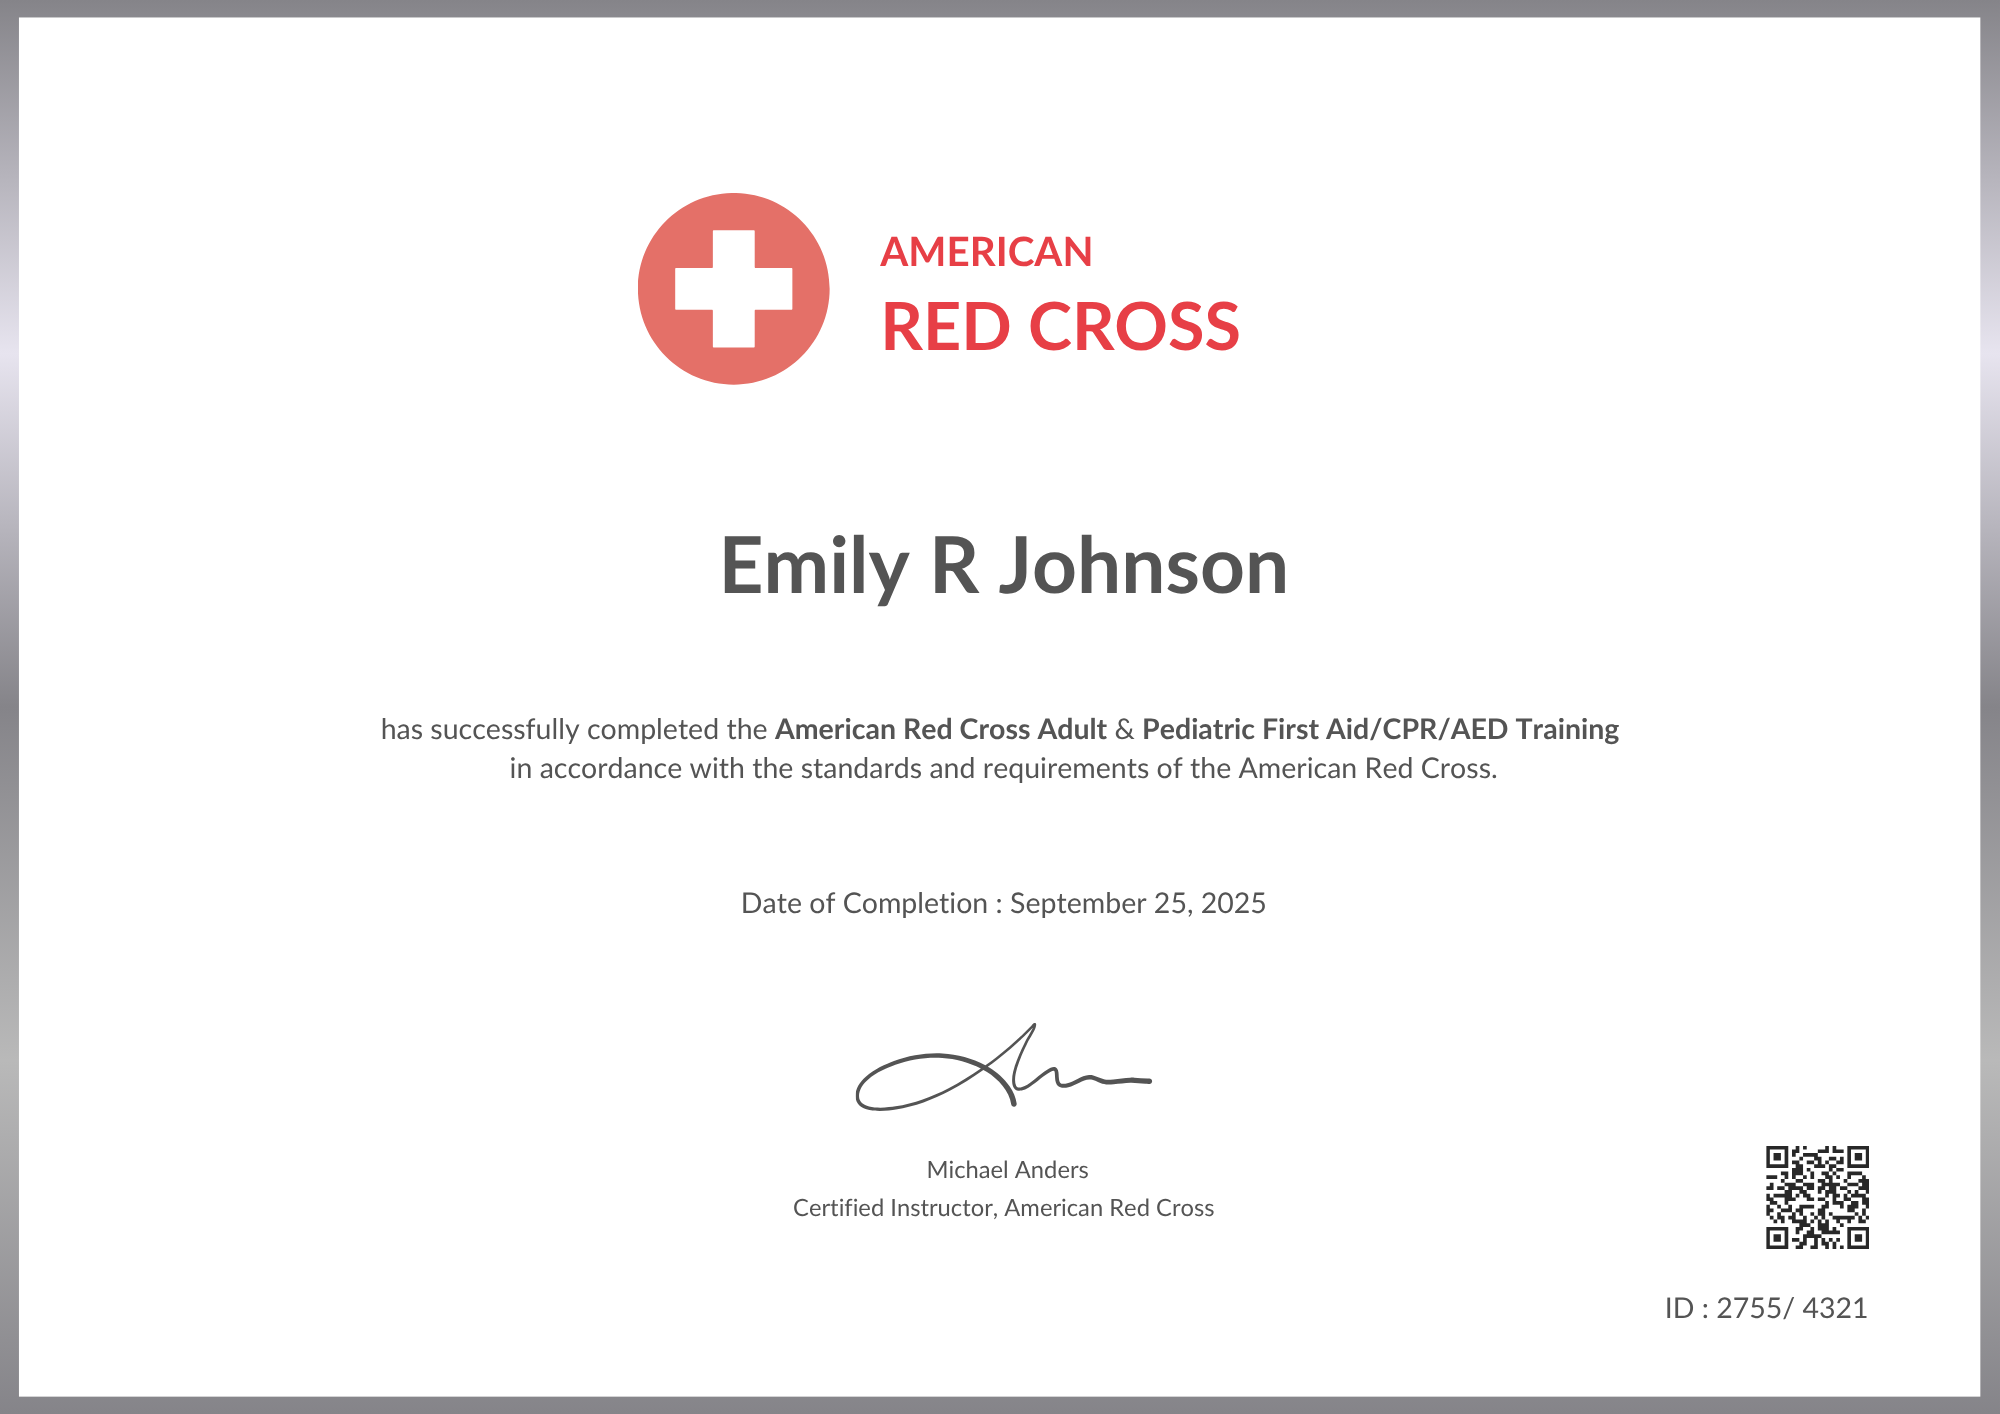 AMERICAN
RED CROSS
Emily R Johnson
has successfully completed the American Red Cross Adult & Pediatric First Aid/CPR/AED Training
in accordance with the standards and requirements of the American Red Cross.
Date of Completion : September 25, 2025
Michael Anders
Certified Instructor, American Red Cross
ID : 2755/ 4321